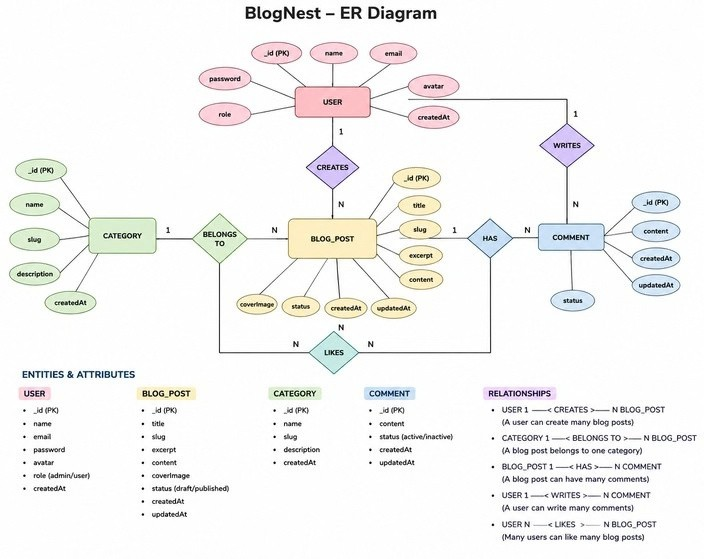 BlogNest – ER Diagram
_id (PK)
name
email
password
avatar
USER
role
createdAt
1
1
WRITES
CREATES
_id (PK)
_id (PK)
N
N
_id (PK)
name
title
content
slug
CATEGORY
1
BELONGS
TO
N
BLOG_POST
slug
1
HAS
N
COMMENT
createdAt
excerpt
description
content
updatedAt
createdAt
coverImage
status
createdAt
updatedAt
status
N
N
LIKES
N
ENTITIES & ATTRIBUTES
USER
• _id (PK)
• name
• email
• password
• avatar
• role (admin/user)
• createdAt
BLOG_POST
• _id (PK)
• title
• slug
• excerpt
• content
• coverImage
• status (draft/published)
• createdAt
• updatedAt
CATEGORY
• _id (PK)
• name
• slug
• description
• createdAt
COMMENT
• _id (PK)
• content
• status (active/inactive)
• createdAt
• updatedAt
RELATIONSHIPS
• USER 1 —–< CREATES >—– N BLOG_POST
(A user can create many blog posts)
• CATEGORY 1 —–< BELONGS TO >—– N BLOG_POST
(A blog post belongs to one category)
• BLOG_POST 1 —–< HAS >—– N COMMENT
(A blog post can have many comments)
• USER 1 —–< WRITES >—– N COMMENT
(A user can write many comments)
• USER N —–< LIKES >—– N BLOG_POST
(Many users can like many blog posts)